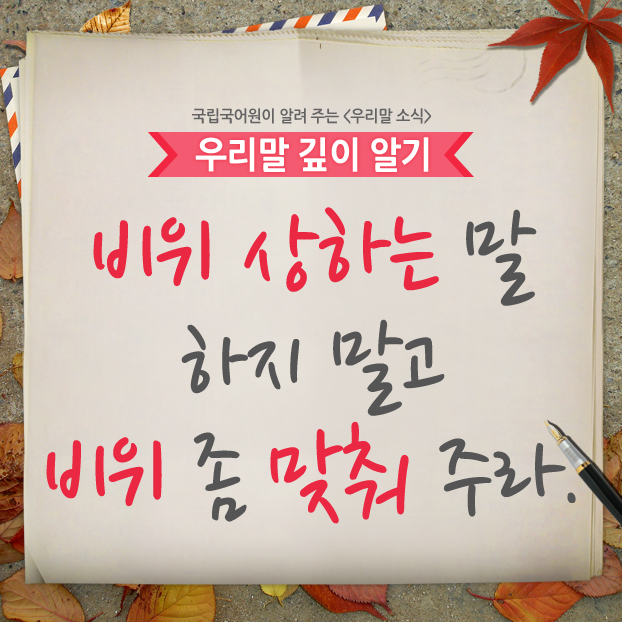 국립국어원이 알려 주는 <우리말 소식>
우리말 깊이 알기
비위 상하는 말
하지 말고
비위 좀 맞춰 주라.